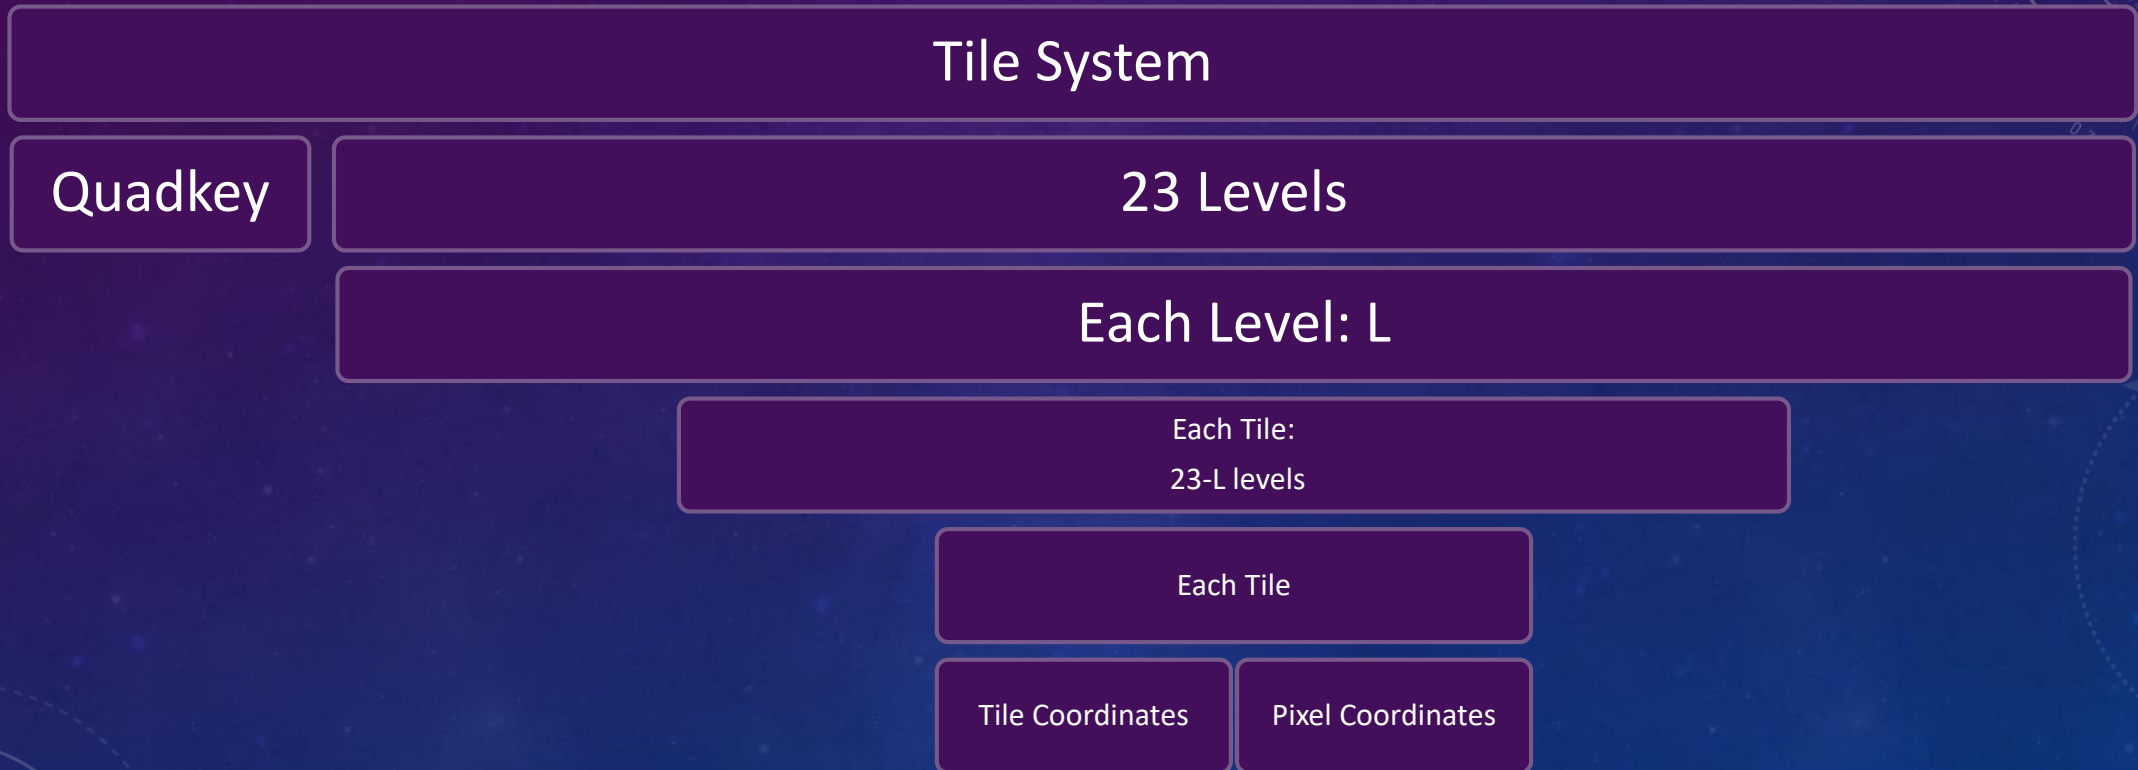 Tile System
Quadkey
23 Levels
Each Level: L
Each Tile:
23-L levels
Each Tile
Tile Coordinates
Pixel Coordinates